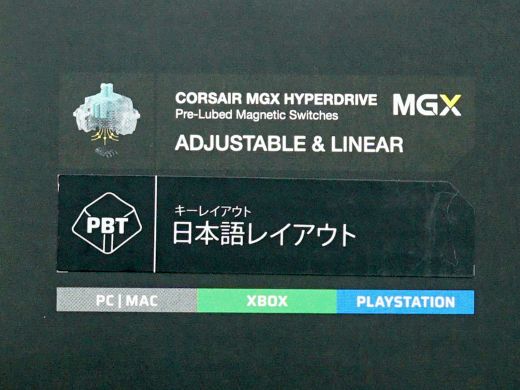 CORSAIR MGX HYPERDRIVE
Pre-Lubed Magnetic Switches
MGX
ADJUSTABLE & LINEAR
PBT
キーレイアウト
日本語レイアウト
PC | MAC
XBOX
PLAYSTATION